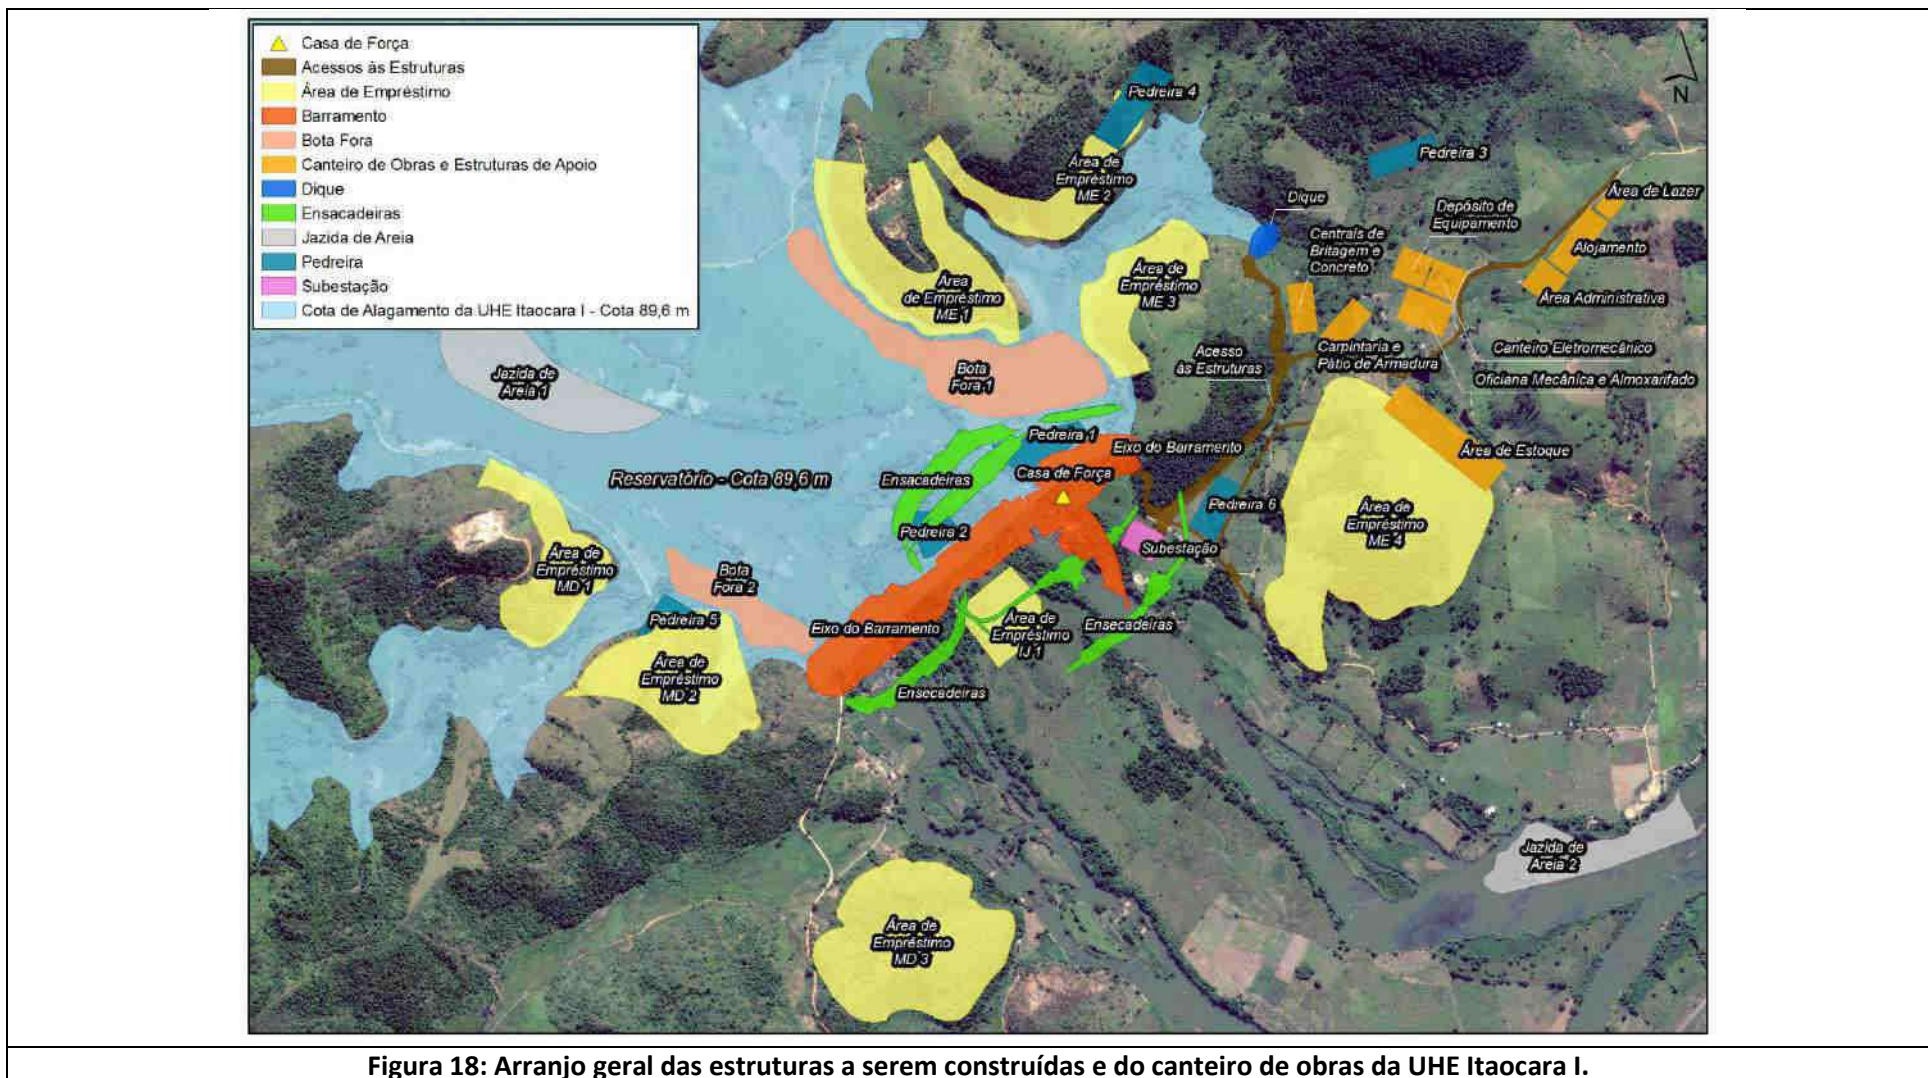 Casa de Força
Acessos às Estruturas
Área de Empréstimo
Barramento
Bota Fora
Canteiro de Obras e Estruturas de Apoio
Dique
Ensacadeiras
Jazida de Areia
Pedreira
Subestação
Cota de Alagamento da UHE Itaocara I - Cota 89,6 m
N
Pedreira 4
Pedreira 3
Área de
Empréstimo
ME 2
Área de Lazer
Dique
Depósito de
Equipamento
Centrais de
Britagem e
Concreto
Alojamento
Área
de Empréstimo
ME 1
Área de
Empréstimo
ME 3
Área Administrativa
Jazida de
Areia 1
Bota
Fora 1
Acesso
às Estruturas
Carpintaria e
Pátio de Armadura
Canteiro Eletromecânico
Oficiana Mecânica e Almoxarifado
Pedreira 1
Eixo do Barramento
Área de Estoque
Reservatório - Cota 89,6 m
Ensacadeiras
Casa de Força
Pedreira 2
Pedreira 6
Área de
Empréstimo
ME 4
Subestação
Área de
Empréstimo
MD 1
Bota
Fora 2
Pedreira 5
Eixo do Barramento
Área de
Empréstimo
IJ 1
Ensecadeiras
Área de
Empréstimo
MD 2
Ensecadeiras
Jazida de
Areia 2
Área de
Empréstimo
MD 3
Figura 18: Arranjo geral das estruturas a serem construídas e do canteiro de obras da UHE Itaocara I.